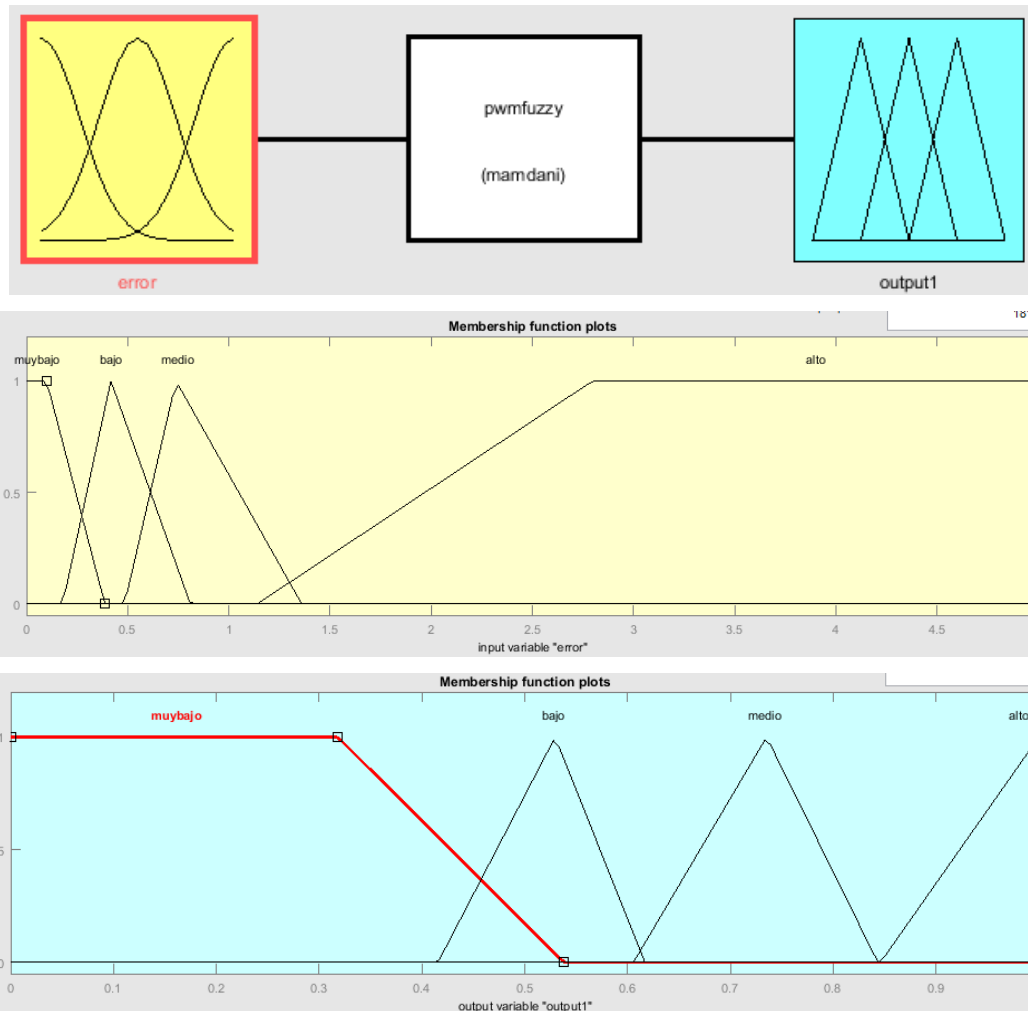 pwmfuzzy
(mamdani)
error
output1
Membership function plots
muybajo bajo medio alto
1
0.5
0
0 0.5 1 1.5 2 2.5 3 3.5 4 4.5
input variable "error"
Membership function plots
muybajo bajo medio alto
0 0.1 0.2 0.3 0.4 0.5 0.6 0.7 0.8 0.9
output variable "output1"